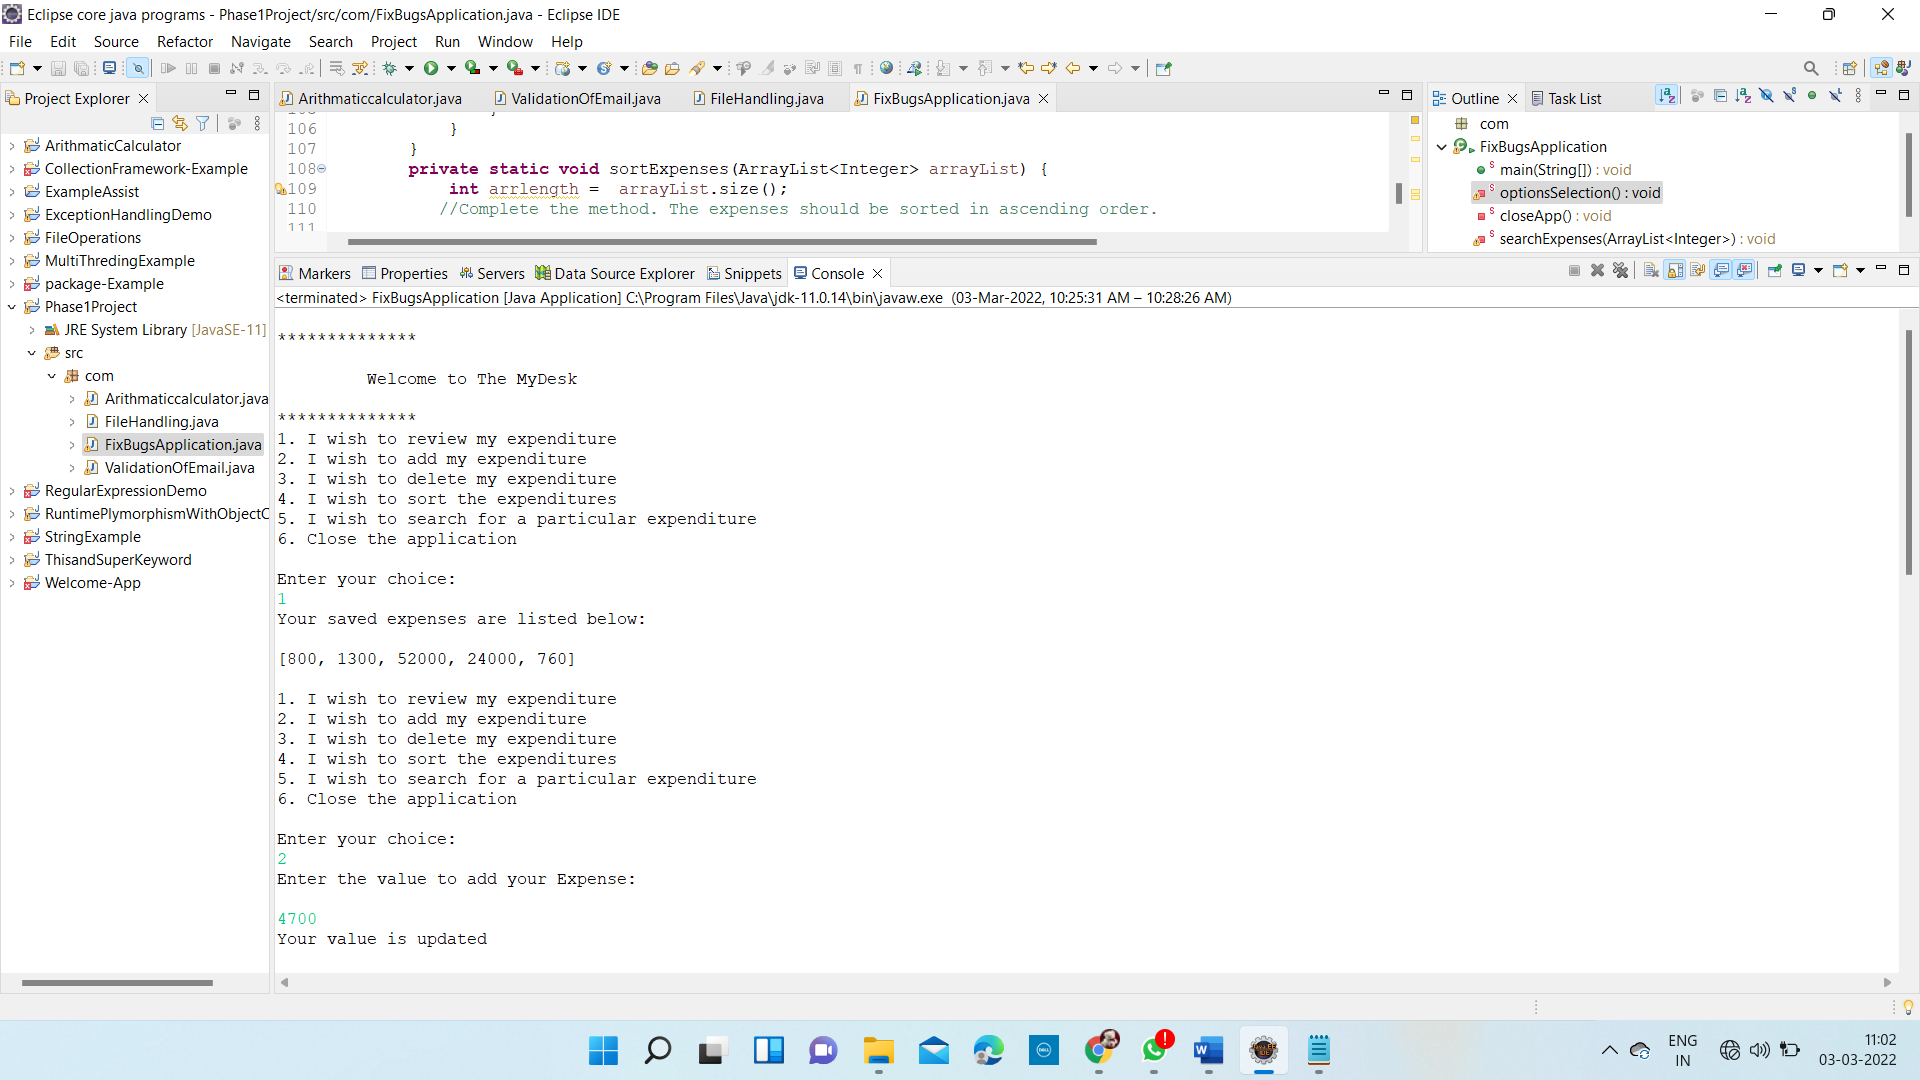 Eclipse core java programs - Phase1Project/src/com/FixBugsApplication.java - Eclipse IDE
File Edit Source Refactor Navigate Search Project Run Window Help
Project Explorer
ArithmaticCalculator
CollectionFramework-Example
ExampleAssist
ExceptionHandlingDemo
FileOperations
MultiThredingExample
package-Example
Phase1Project
JRE System Library [JavaSE-11]
src
com
Arithmaticcalculator.java
FileHandling.java
FixBugsApplication.java
ValidationOfEmail.java
RegularExpressionDemo
RuntimePlymorphismWithObjectC
StringExample
ThisandSuperKeyword
Welcome-App
Arithmaticcalculator.java ValidationOfEmail.java FileHandling.java FixBugsApplication.java
106 }
107 }
108 private static void sortExpenses(ArrayList<Integer> arrayList) {
109 int arrlength = arrayList.size();
110 //Complete the method. The expenses should be sorted in ascending order.
111
Outline Task List
com
FixBugsApplication
main(String[]) : void
optionsSelection() : void
closeApp() : void
searchExpenses(ArrayList<Integer>) : void
Markers Properties Servers Data Source Explorer Snippets Console
<terminated> FixBugsApplication [Java Application] C:\Program Files\Java\jdk-11.0.14\bin\javaw.exe (03-Mar-2022, 10:25:31 AM – 10:28:26 AM)
**************
Welcome to The MyDesk
**************
1. I wish to review my expenditure
2. I wish to add my expenditure
3. I wish to delete my expenditure
4. I wish to sort the expenditures
5. I wish to search for a particular expenditure
6. Close the application
Enter your choice:
1
Your saved expenses are listed below:
[800, 1300, 52000, 24000, 760]
1. I wish to review my expenditure
2. I wish to add my expenditure
3. I wish to delete my expenditure
4. I wish to sort the expenditures
5. I wish to search for a particular expenditure
6. Close the application
Enter your choice:
2
Enter the value to add your Expense:
4700
Your value is updated
ENG
IN
11:02
03-03-2022